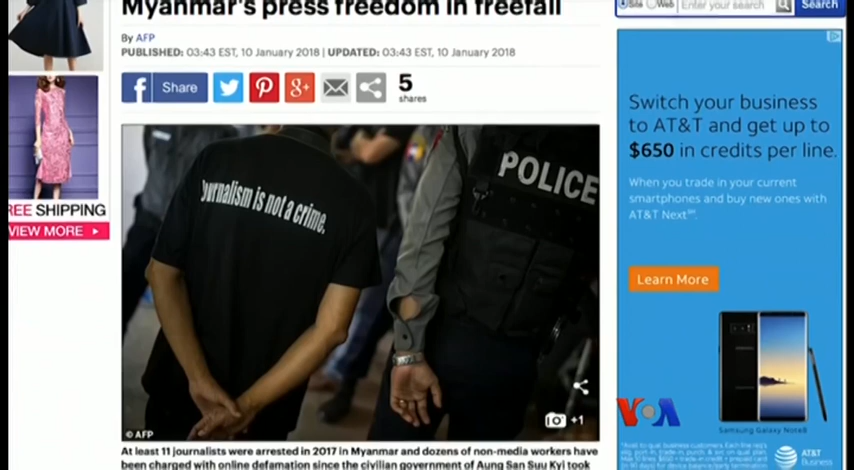 Myanmar's press freedom in freefall
Site
Web
Enter your search
Search
By AFP
PUBLISHED: 03:43 EST, 10 January 2018 | UPDATED: 03:43 EST, 10 January 2018
Share
5
shares
Journalism is not a crime.
POLICE
© AFP
+1
At least 11 journalists were arrested in 2017 in Myanmar and dozens of non-media workers have
been charged with online defamation since the civilian government of Aung San Suu Kyi took
REE SHIPPING
VIEW MORE
Switch your business
to AT&T and get up to
$650 in credits per line.
When you trade in your current
smartphones and buy new ones with
AT&T Next℠.
Learn More
VOA
Samsung Galaxy Note8
AT&T
Business